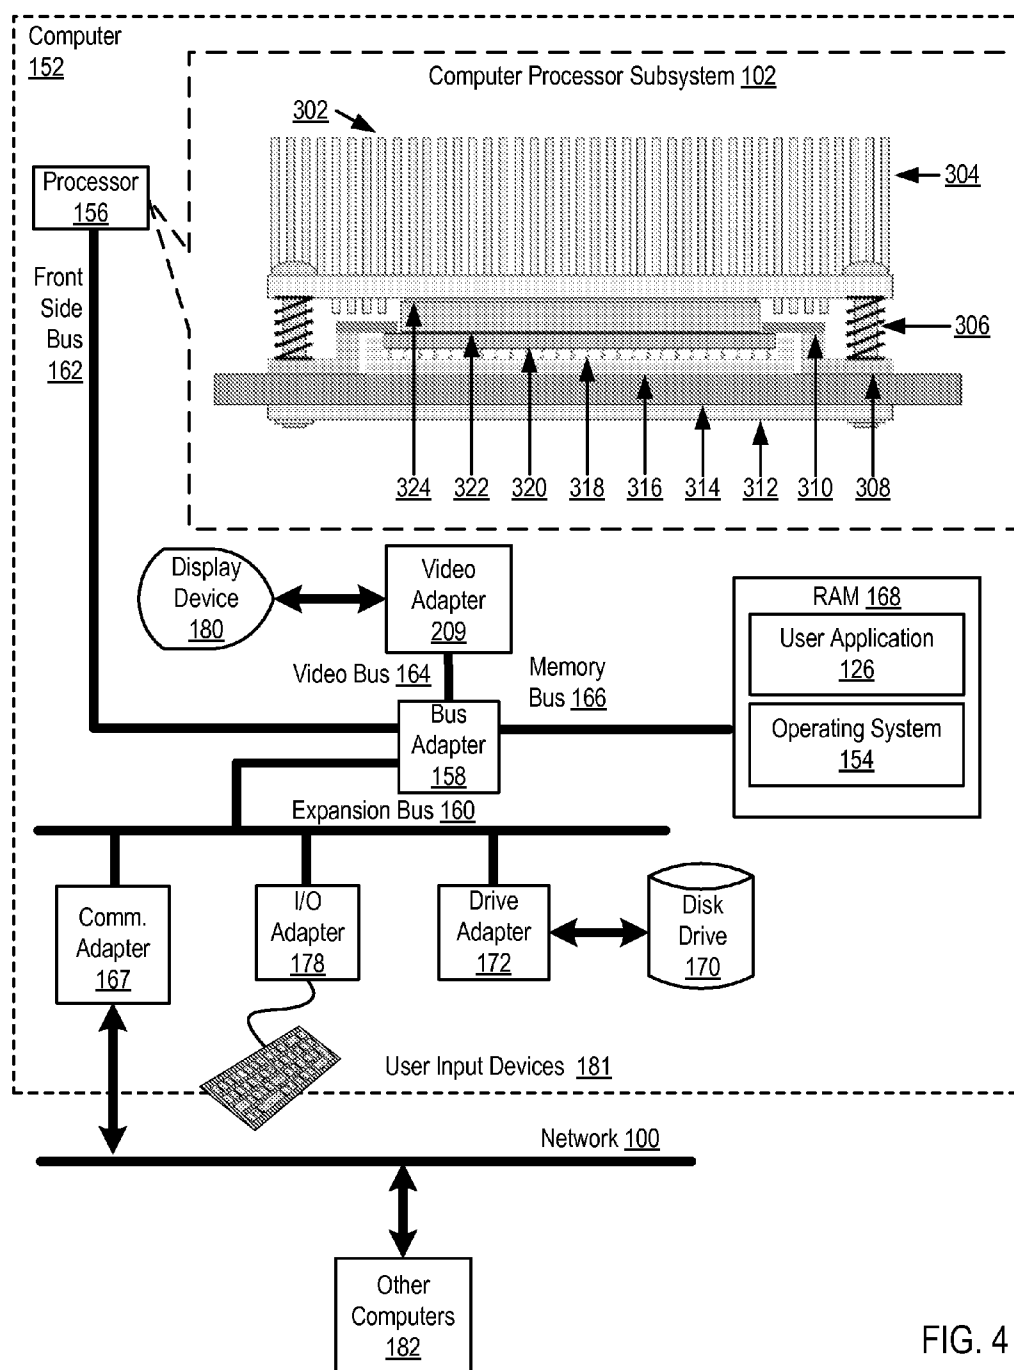 Computer
152
Computer Processor Subsystem 102
302
304
Processor
156
Front
Side
Bus
162
306
324 322 320 318 316 314 312 310 308
Display
Device
180
Video
Adapter
209
RAM 168
User Application
126
Operating System
154
Video Bus 164
Memory
Bus 166
Bus
Adapter
158
Expansion Bus 160
Comm.
Adapter
167
I/O
Adapter
178
Drive
Adapter
172
Disk
Drive
170
User Input Devices 181
Network 100
Other
Computers
182
FIG. 4